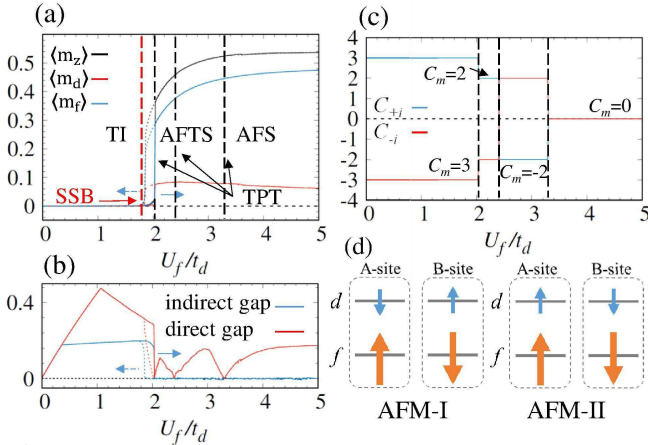 (a)
⟨m_z⟩
⟨m_d⟩
⟨m_f⟩
TI AFTS AFS
SSB TPT
0.5
0.4
0.3
0.2
0.1
0
0 1 2 3 4 5
U_f/t_d
(b)
0.4
0
indirect gap
direct gap
0 1 2 3 4 5
U_f/t_d
(c)
4
3
2
1
0
-1
-2
-3
-4
C_m=2
C_{+i}
C_{-i}
C_m=0
C_m=3
C_m=-2
0 1 2 3 4 5
U_f/t_d
(d)
A-site B-site A-site B-site
d d
f f
AFM-I AFM-II